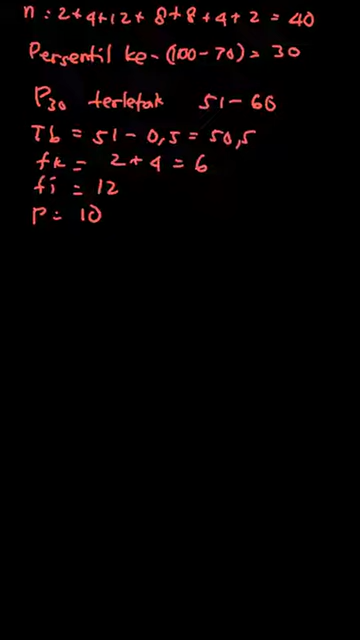 n : 2 + 4 + 12 + 8 + 8 + 4 + 2 = 40
Persentil ke - (100 - 70) = 30
P30 terletak 51 - 60
Tb = 51 - 0,5 = 50,5
fk = 2 + 4 = 6
fi = 12
P = 10